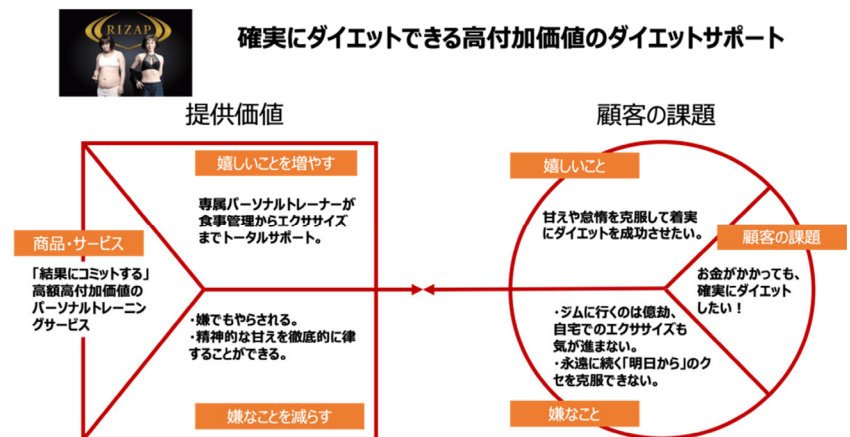 RIZAP
確実にダイエットできる高付加価値のダイエットサポート
提供価値
嬉しいことを増やす
専属パーソナルトレーナーが
食事管理からエクササイズ
までトータルサポート。
商品・サービス
「結果にコミットする」
高額高付加価値の
パーソナルトレーニン
グサービス
・嫌でもやらされる。
・精神的な甘えを徹底的に律
することができる。
嫌なことを減らす
顧客の課題
嬉しいこと
甘えや怠惰を克服して着実
にダイエットを成功させたい。
顧客の課題
お金がかかっても、
確実にダイエット
したい！
・ジムに行くのは億劫、
自宅でのエクササイズも
気が進まない。
・永遠に続く「明日から」のク
セを克服できない。
嫌なこと